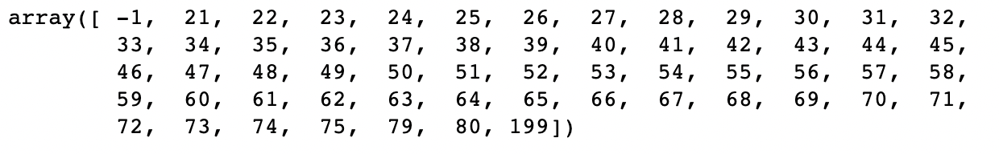 array([ -1,  21,  22,  23,  24,  25,  26,  27,  28,  29,  30,  31,  32,
        33,  34,  35,  36,  37,  38,  39,  40,  41,  42,  43,  44,  45,
        46,  47,  48,  49,  50,  51,  52,  53,  54,  55,  56,  57,  58,
        59,  60,  61,  62,  63,  64,  65,  66,  67,  68,  69,  70,  71,
        72,  73,  74,  75,  79,  80, 199])